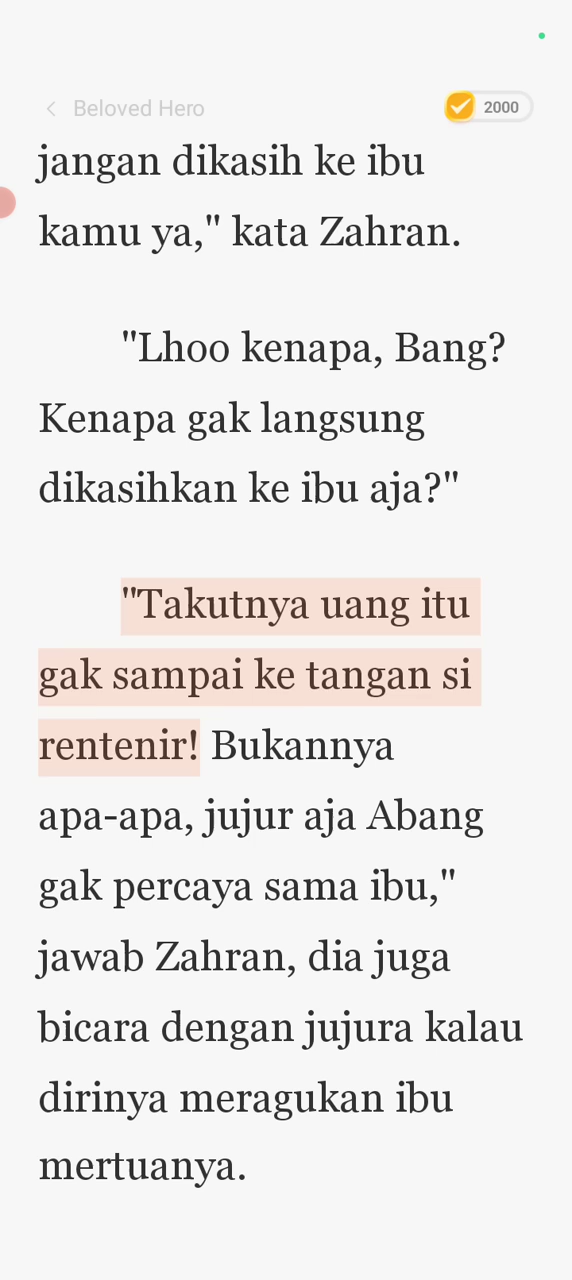 Beloved Hero
2000
jangan dikasih ke ibu
kamu ya," kata Zahran.
"Lhoo kenapa, Bang?
Kenapa gak langsung
dikasihkan ke ibu aja?"
"Takutnya uang itu
gak sampai ke tangan si
rentenir! Bukannya
apa-apa, jujur aja Abang
gak percaya sama ibu,"
jawab Zahran, dia juga
bicara dengan jujura kalau
dirinya meragukan ibu
mertuanya.